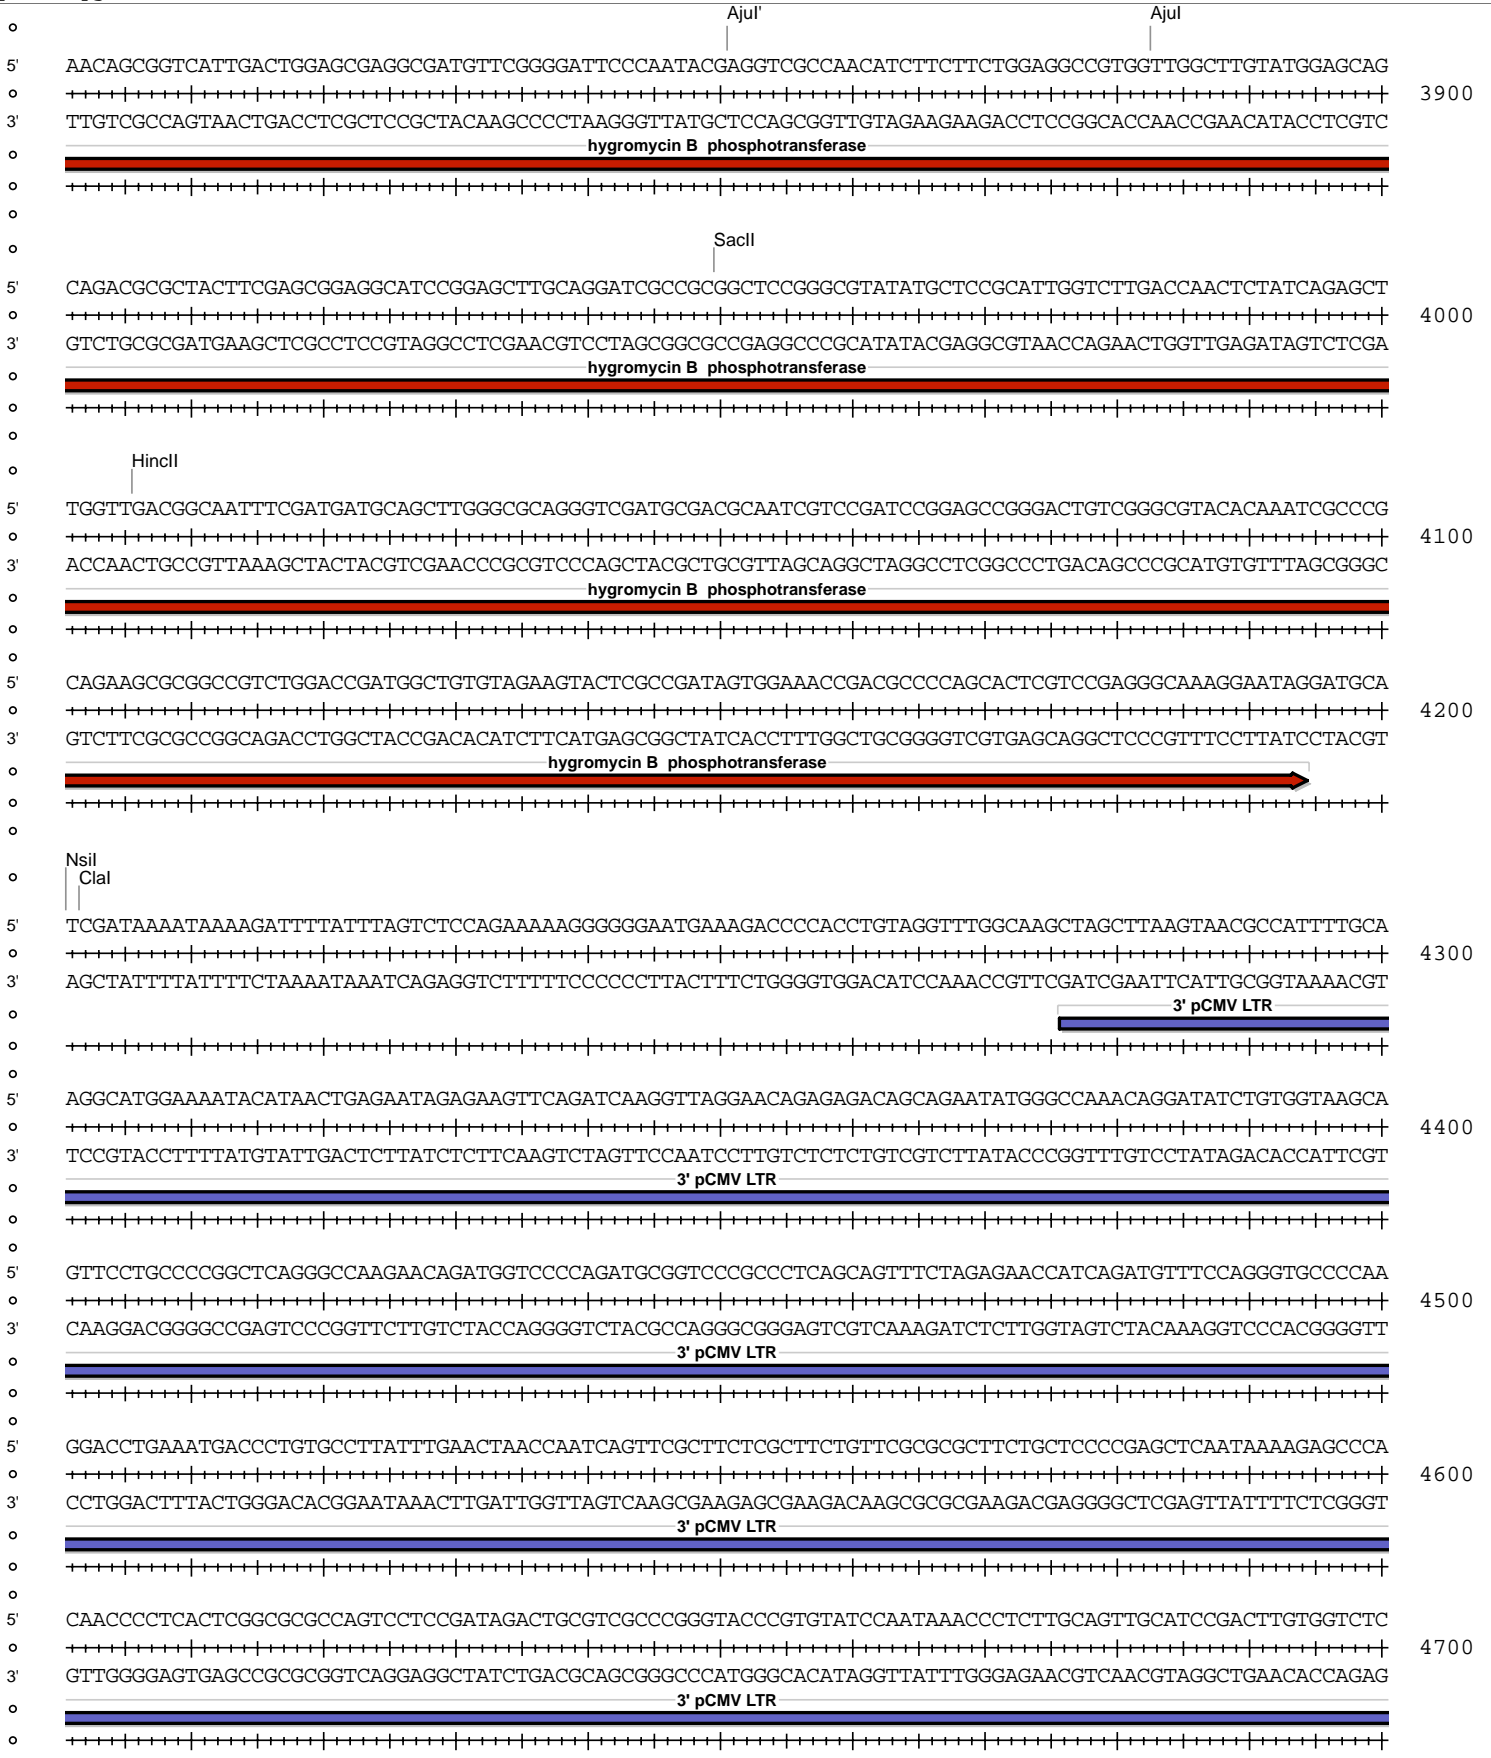 AjuI' AjuI
5' AACAGCGGTCATTGACTGGAGCGAGGCGATGTTCGGGGATTCCCAATACGAGGTCGCCAACATCTTCTTCTGGAGGCCGTGGTTGGCTTGTATGGAGCAG
3900
3' TTGTCGCCAGTAACTGACCTCGCTCCGCTACAAGCCCCTAAGGGTTATGCTCCAGCGGTTGTAGAAGAAGACCTCCGGCACCAACCGAACATACCTCGTC
hygromycin B phosphotransferase
SacII
5' CAGACGCGCTACTTCGAGCGGAGGCATCCGGAGCTTGCAGGATCGCCGCGGCTCCGGGCGTATATGCTCCGCATTGGTCTTGACCAACTCTATCAGAGCT
4000
3' GTCTGCGCGATGAAGCTCGCCTCCGTAGGCCTCGAACGTCCTAGCGGCGCCGAGGCCCGCATATACGAGGCGTAACCAGAACTGGTTGAGATAGTCTCGA
hygromycin B phosphotransferase
HincII
5' TGGTTGACGGCAATTTCGATGATGCAGCTTGGGCGCAGGGTCGATGCGACGCAATCGTCCGATCCGGAGCCGGGACTGTCGGGCGTACACAAATCGCCCG
4100
3' ACCAACTGCCGTTAAAGCTACTACGTCGAACCCGCGTCCCAGCTACGCTGCGTTAGCAGGCTAGGCCTCGGCCCTGACAGCCCGCATGTGTTTAGCGGGC
hygromycin B phosphotransferase
5' CAGAAGCGCGGCCGTCTGGACCGATGGCTGTGTAGAAGTACTCGCCGATAGTGGAAACCGACGCCCCAGCACTCGTCCGAGGGCAAAGGAATAGGATGCA
4200
3' GTCTTCGCGCCGGCAGACCTGGCTACCGACACATCTTCATGAGCGGCTATCACCTTTGGCTGCGGGGTCGTGAGCAGGCTCCCGTTTCCTTATCCTACGT
hygromycin B phosphotransferase
NsiI
ClaI
5' TCGATAAAATAAAAGATTTTATTTAGTCTCCAGAAAAAGGGGGGAATGAAAGACCCCACCTGTAGGTTTGGCAAGCTAGCTTAAGTAACGCCATTTTGCA
4300
3' AGCTATTTTATTTTCTAAAATAAATCAGAGGTCTTTTTCCCCCCTTACTTTCTGGGGTGGACATCCAAACCGTTCGATCGAATTCATTGCGGTAAAACGT
3' pCMV LTR
5' AGGCATGGAAAATACATAACTGAGAATAGAGAAGTTCAGATCAAGGTTAGGAACAGAGAGACAGCAGAATATGGGCCAAACAGGATATCTGTGGTAAGCA
4400
3' TCCGTACCTTTTATGTATTGACTCTTATCTCTTCAAGTCTAGTTCCAATCCTTGTCTCTCTGTCGTCTTATACCCGGTTTGTCCTATAGACACCATTCGT
3' pCMV LTR
5' GTTCCTGCCCCGGCTCAGGGCCAAGAACAGATGGTCCCCAGATGCGGTCCCGCCCTCAGCAGTTTCTAGAGAACCATCAGATGTTTCCAGGGTGCCCCAA
4500
3' CAAGGACGGGGCCGAGTCCCGGTTCTTGTCTACCAGGGGTCTACGCCAGGGCGGGAGTCGTCAAAGATCTCTTGGTAGTCTACAAAGGTCCCACGGGGTT
3' pCMV LTR
5' GGACCTGAAATGACCCTGTGCCTTATTTGAACTAACCAATCAGTTCGCTTCTCGCTTCTGTTCGCGCGCTTCTGCTCCCCGAGCTCAATAAAAGAGCCCA
4600
3' CCTGGACTTTACTGGGACACGGAATAAACTTGATTGGTTAGTCAAGCGAAGAGCGAAGACAAGCGCGCGAAGACGAGGGGCTCGAGTTATTTTCTCGGGT
3' pCMV LTR
5' CAACCCCTCACTCGGCGCGCCAGTCCTCCGATAGACTGCGTCGCCCGGGTACCCGTGTATCCAATAAACCCTCTTGCAGTTGCATCCGACTTGTGGTCTC
4700
3' GTTGGGGAGTGAGCCGCGCGGTCAGGAGGCTATCTGACGCAGCGGGCCCATGGGCACATAGGTTATTTGGGAGAACGTCAACGTAGGCTGAACACCAGAG
3' pCMV LTR